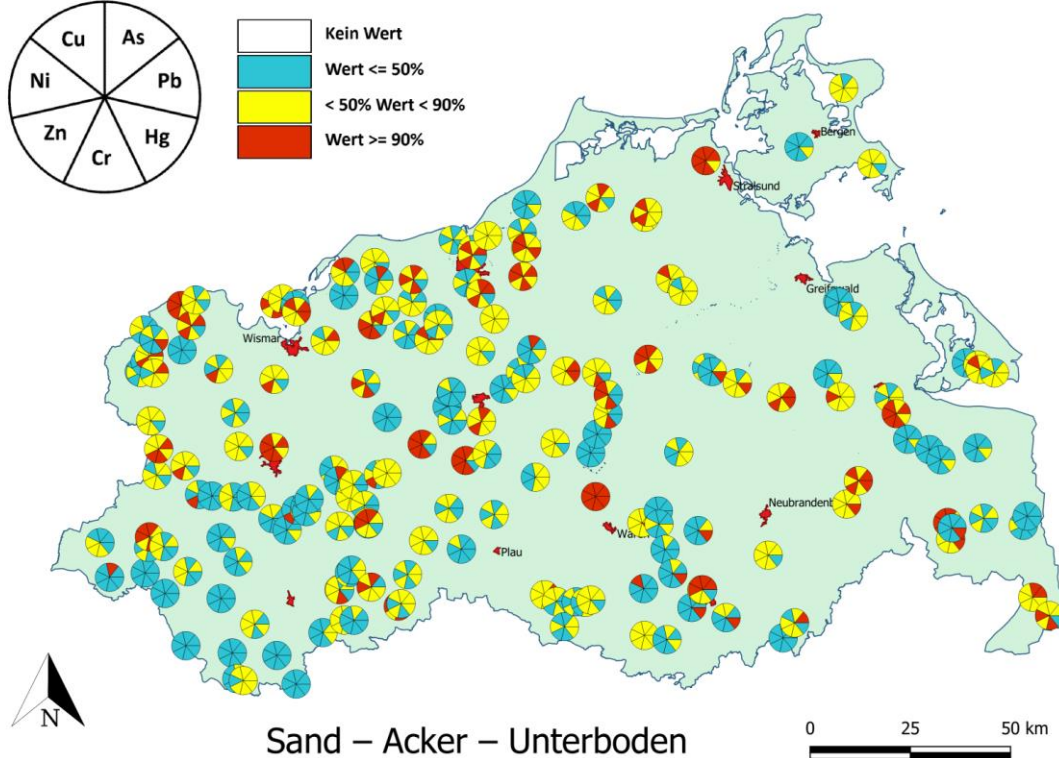 Cu
As
Ni
Pb
Zn
Hg
Cr
Kein Wert
Wert <= 50%
< 50% Wert < 90%
Wert >= 90%
Bergen
Stralsund
Greifswald
Wismar
Neubrandenb
Plau
N
Sand – Acker – Unterboden
0 25 50 km